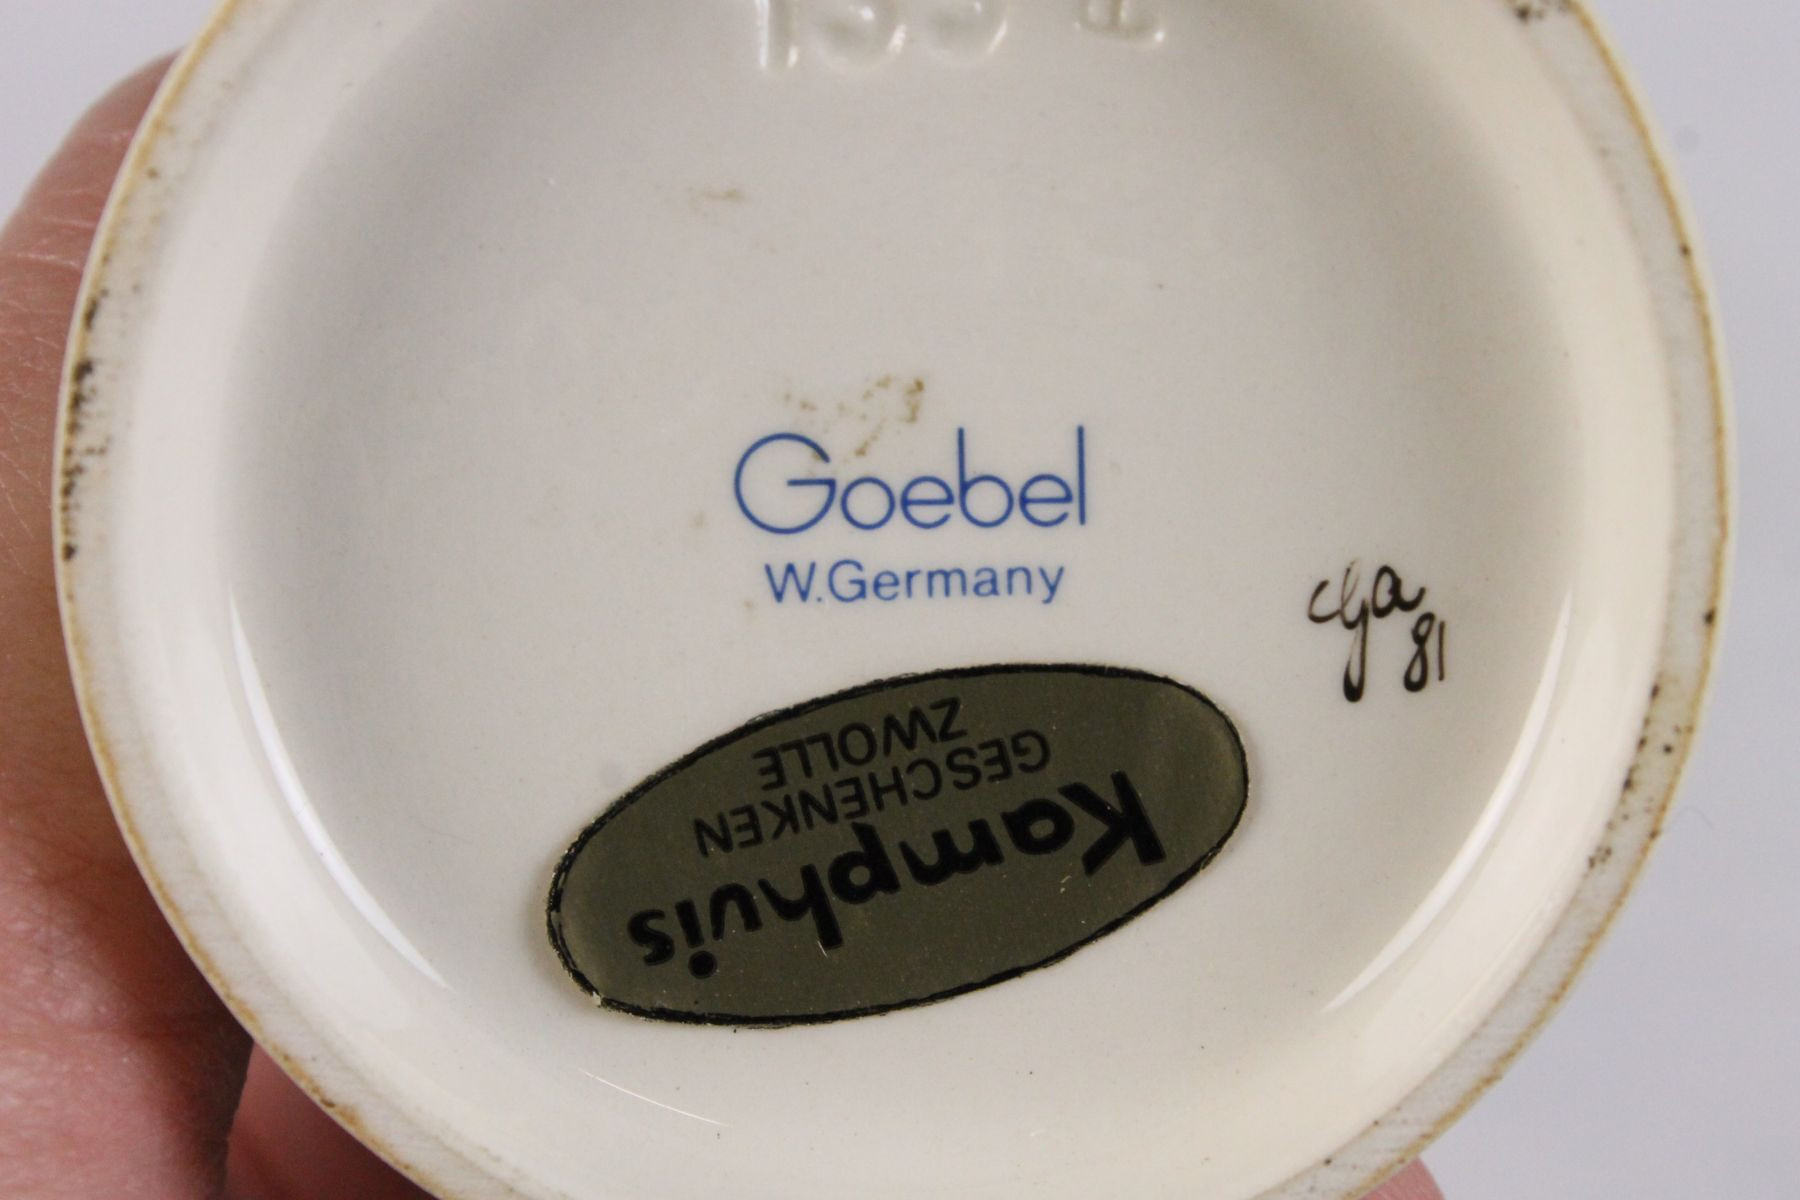 Goebel
W.Germany
81
Kamphuis
GESCHENKEN
ZWOLLE